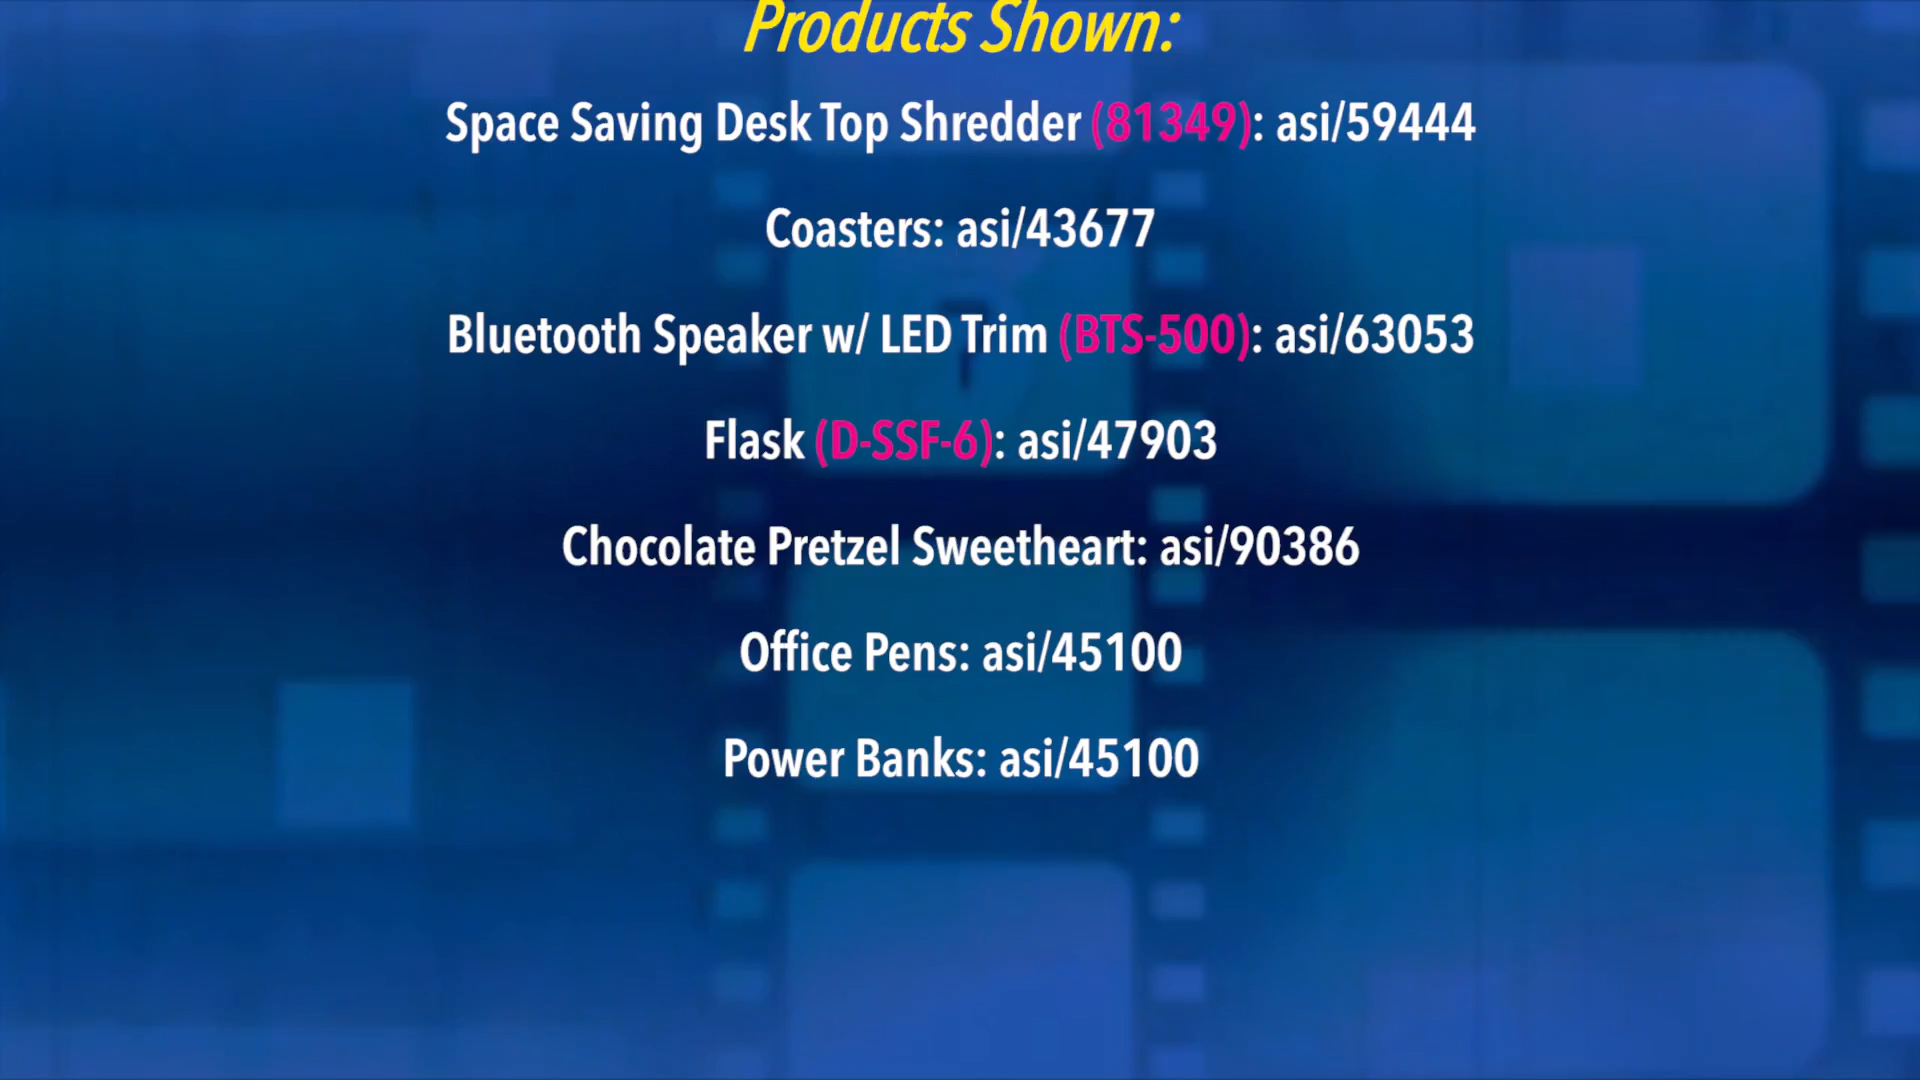 Products Shown:
Space Saving Desk Top Shredder (81349): asi/59444
Coasters: asi/43677
Bluetooth Speaker w/ LED Trim (BTS-500): asi/63053
Flask (D-SSF-6): asi/47903
Chocolate Pretzel Sweetheart: asi/90386
Office Pens: asi/45100
Power Banks: asi/45100